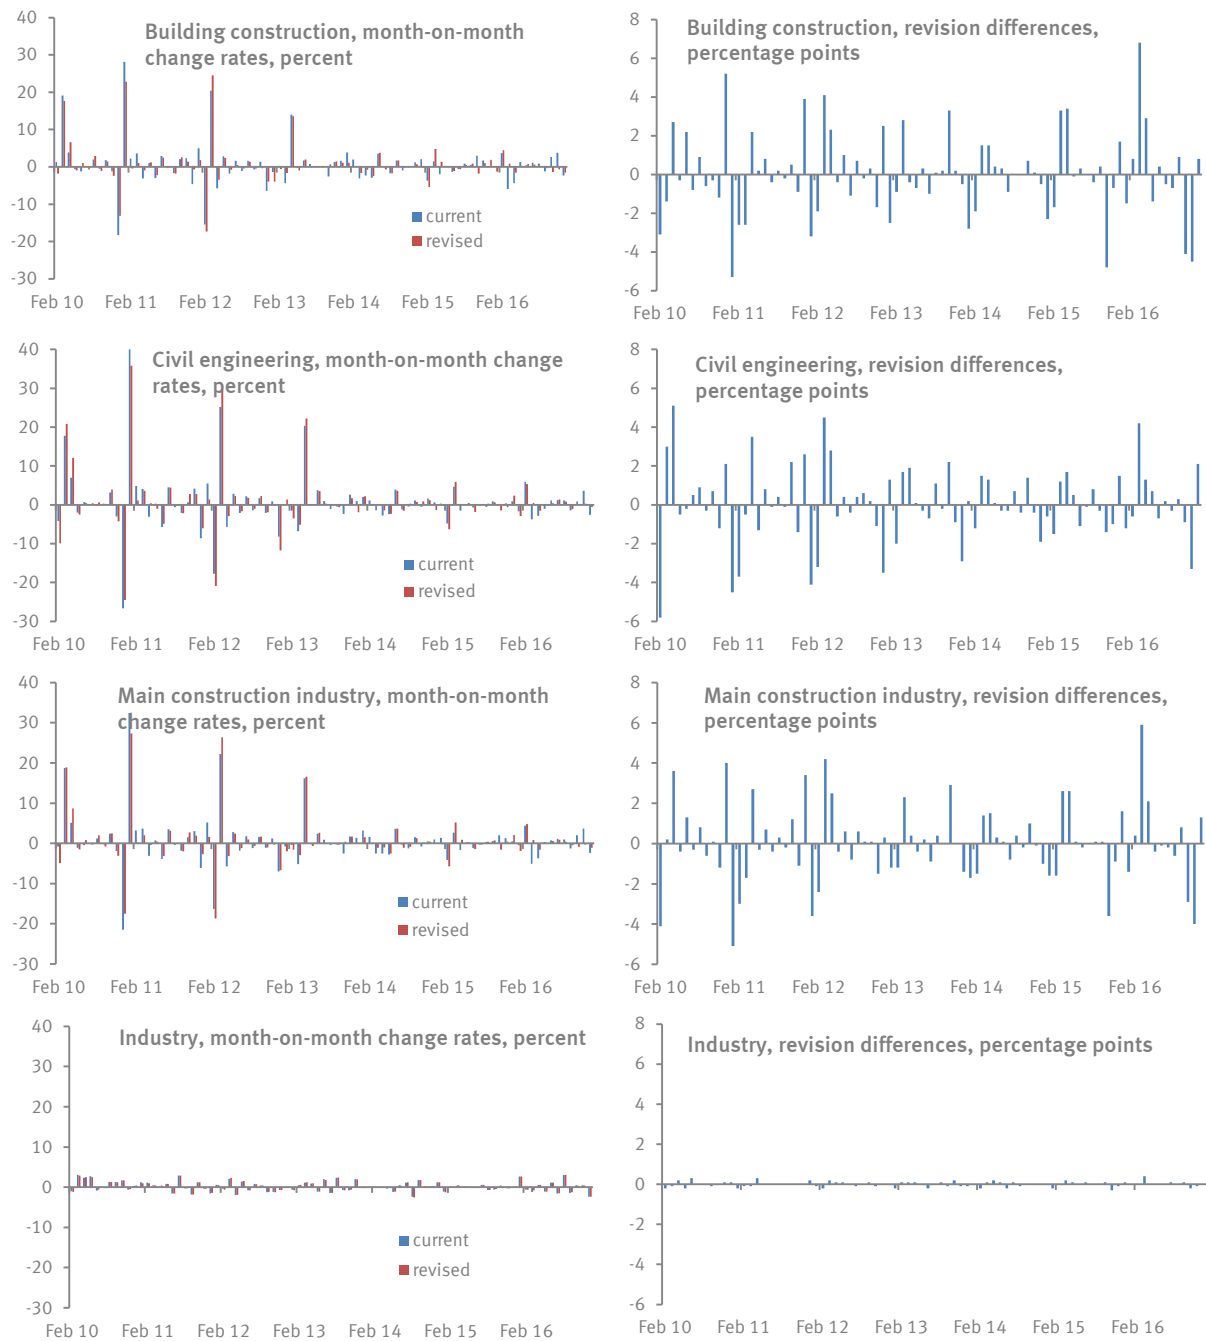 Building construction, month-on-month
change rates, percent
40
30
20
10
0
-10
-20
-30
current
revised
Feb 10 Feb 11 Feb 12 Feb 13 Feb 14 Feb 15 Feb 16
Building construction, revision differences,
percentage points
8
6
4
2
0
-2
-4
-6
Feb 10 Feb 11 Feb 12 Feb 13 Feb 14 Feb 15 Feb 16
Civil engineering, month-on-month change
rates, percent
40
30
20
10
0
-10
-20
-30
current
revised
Feb 10 Feb 11 Feb 12 Feb 13 Feb 14 Feb 15 Feb 16
Civil engineering, revision differences,
percentage points
8
6
4
2
0
-2
-4
-6
Feb 10 Feb 11 Feb 12 Feb 13 Feb 14 Feb 15 Feb 16
Main construction industry, month-on-month
change rates, percent
40
30
20
10
0
-10
-20
-30
current
revised
Feb 10 Feb 11 Feb 12 Feb 13 Feb 14 Feb 15 Feb 16
Main construction industry, revision differences,
percentage points
8
6
4
2
0
-2
-4
-6
Feb 10 Feb 11 Feb 12 Feb 13 Feb 14 Feb 15 Feb 16
Industry, month-on-month change rates, percent
40
30
20
10
0
-10
-20
-30
current
revised
Feb 10 Feb 11 Feb 12 Feb 13 Feb 14 Feb 15 Feb 16
Industry, revision differences, percentage points
8
6
4
2
0
-2
-4
-6
Feb 10 Feb 11 Feb 12 Feb 13 Feb 14 Feb 15 Feb 16